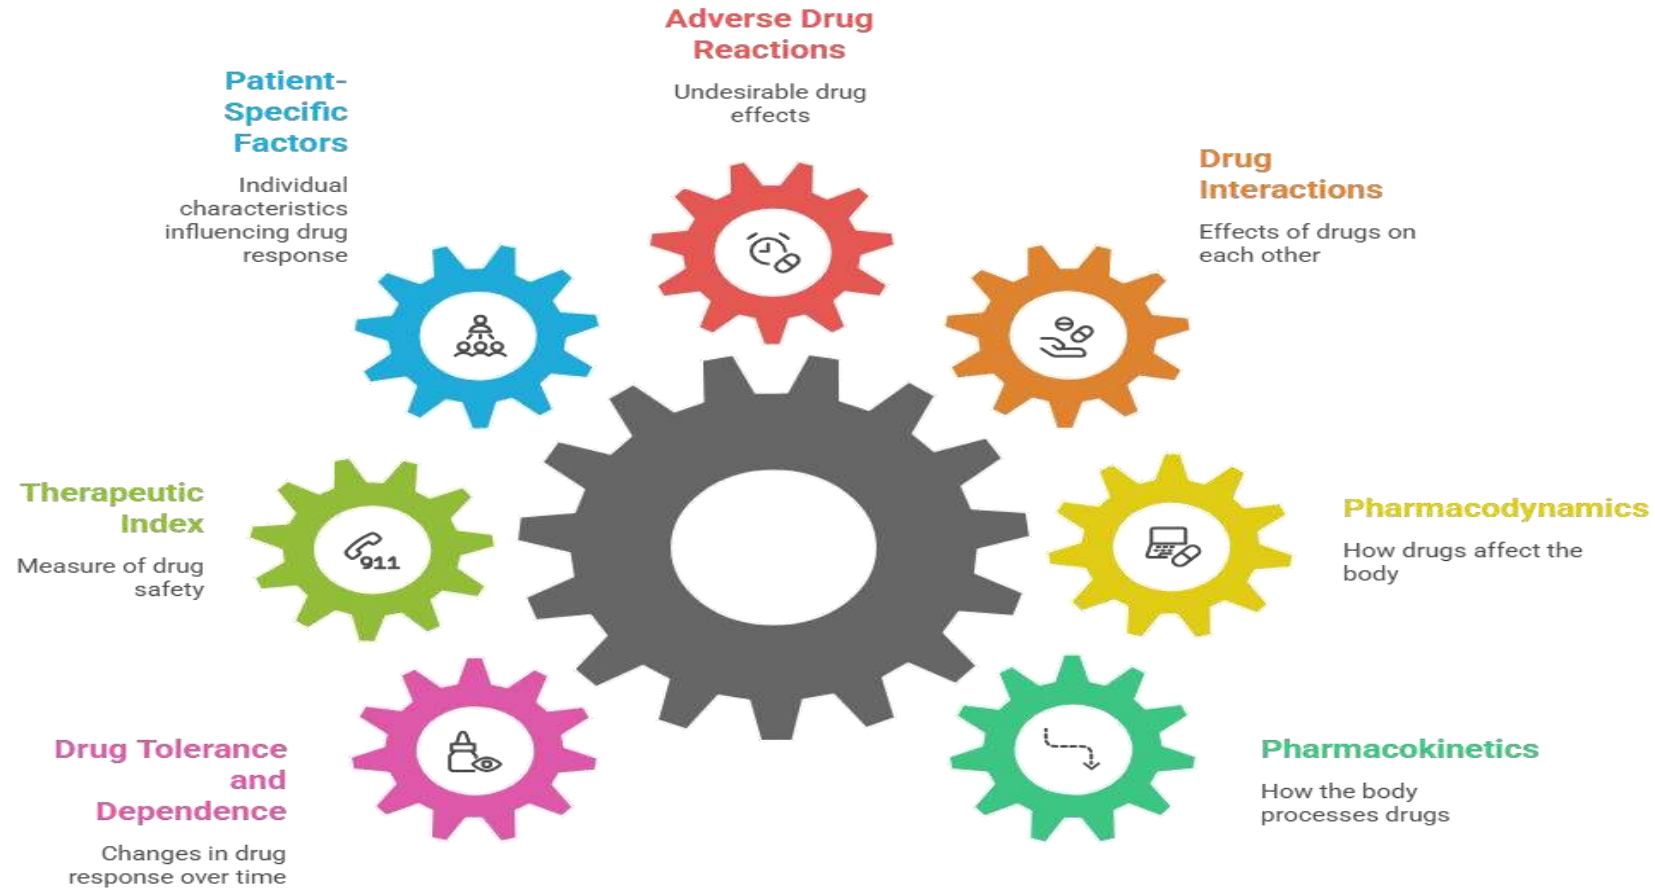 Adverse Drug
Reactions
Undesirable drug
effects
Patient-
Specific
Factors
Individual
characteristics
influencing drug
response
Drug
Interactions
Effects of drugs on
each other
Therapeutic
Index
Measure of drug
safety
911
Pharmacodynamics
How drugs affect the
body
Drug Tolerance
and
Dependence
Changes in drug
response over time
Pharmacokinetics
How the body
processes drugs